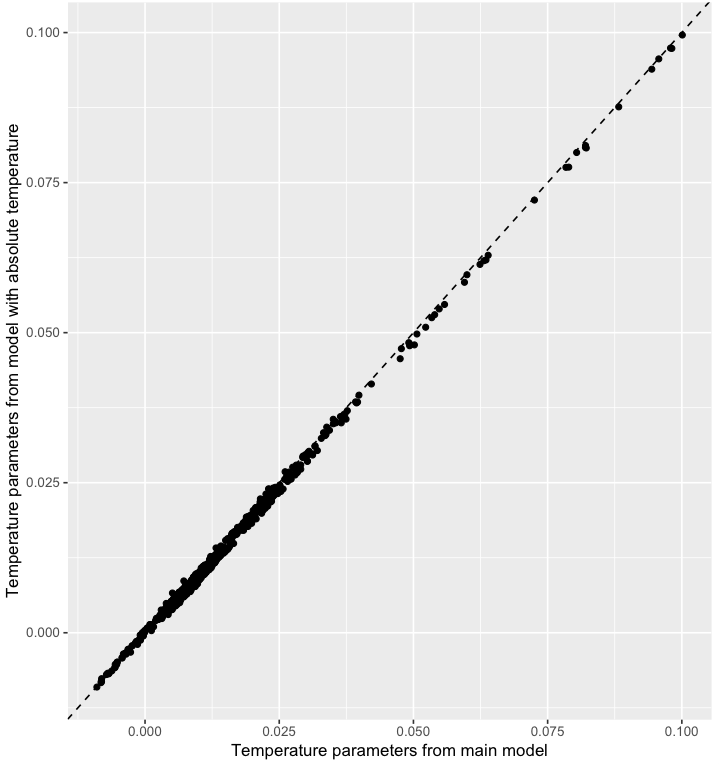 Temperature parameters from model with absolute temperature
0.100
0.075
0.050
0.025
0.000
0.000 0.025 0.050 0.075 0.100
Temperature parameters from main model